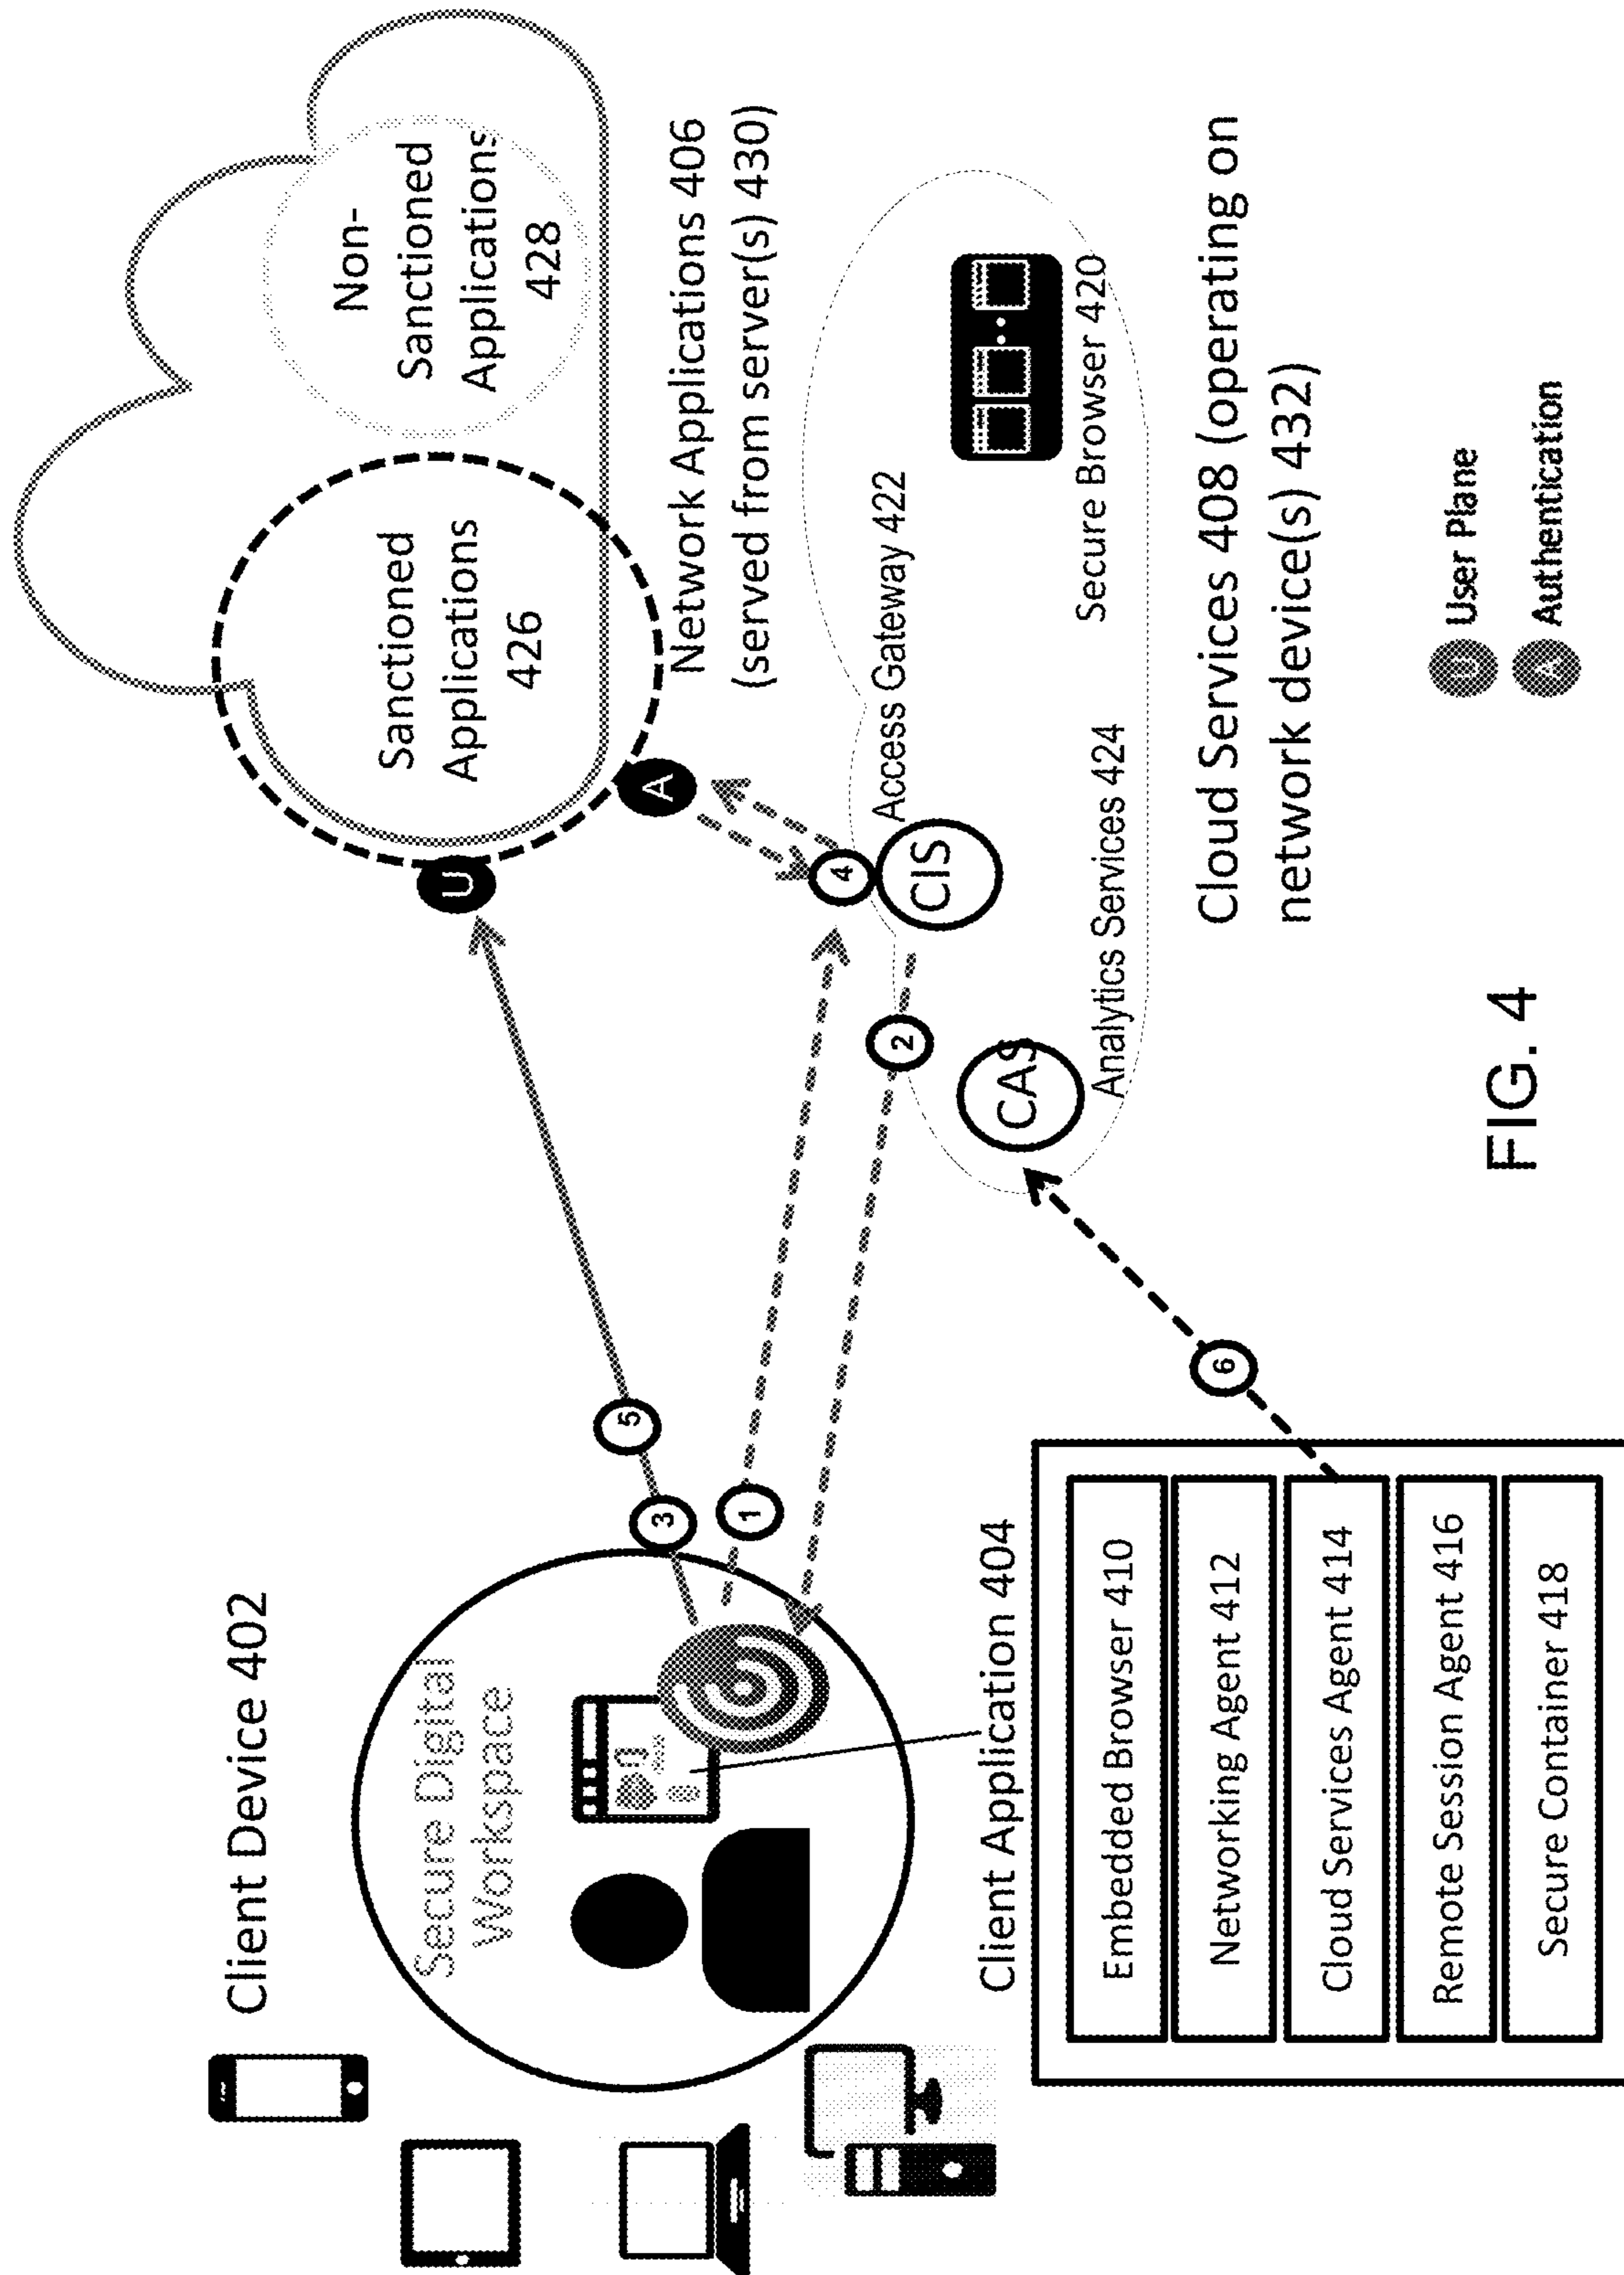 Client Device 402
Secure Digital
Workspace
Client Application 404
Embedded Browser 410
Networking Agent 412
Cloud Services Agent 414
Remote Session Agent 416
Secure Container 418
3
5
1
2
4
6
U
A
Sanctioned
Applications
426
Non-
Sanctioned
Applications
428
Network Applications 406
(served from server(s) 430)
Access Gateway 422
CIS
CAS
Analytics Services 424
Secure Browser 420
Cloud Services 408 (operating on
network device(s) 432)
U User Plane
A Authentication
FIG. 4